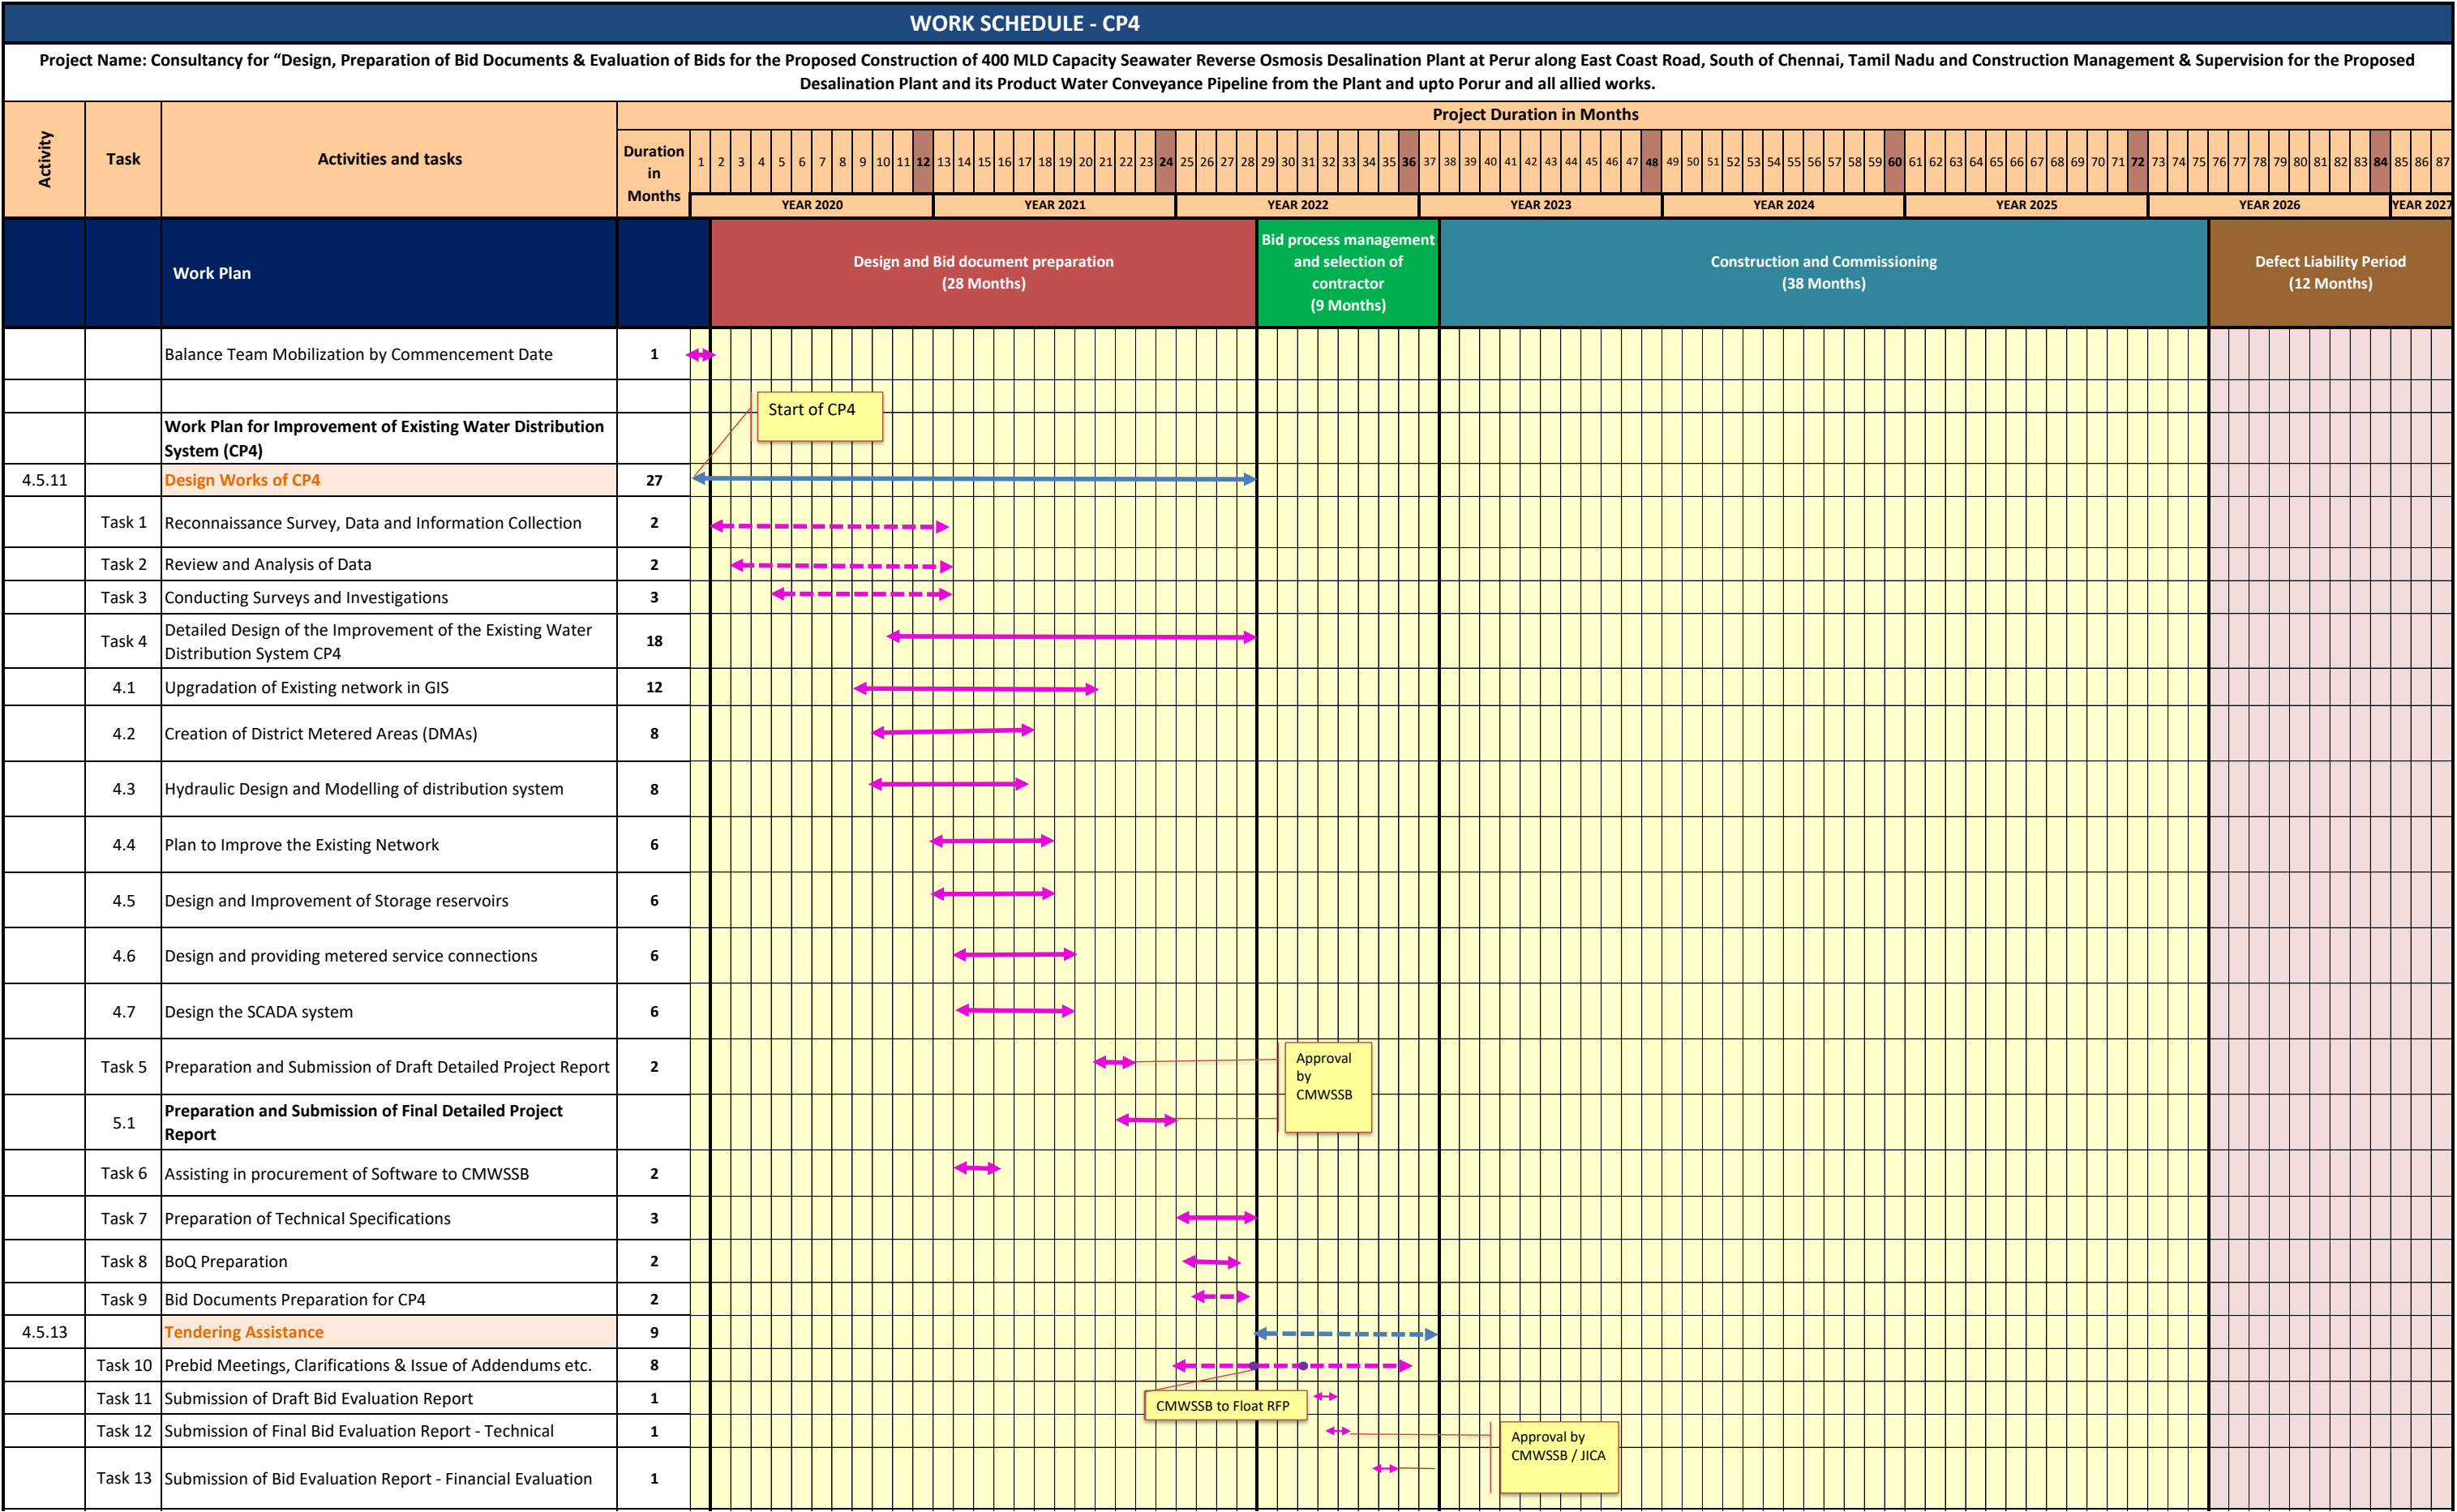 WORK SCHEDULE - CP4
Project Name: Consultancy for “Design, Preparation of Bid Documents & Evaluation of Bids for the Proposed Construction of 400 MLD Capacity Seawater Reverse Osmosis Desalination Plant at Perur along East Coast Road, South of Chennai, Tamil Nadu and Construction Management & Supervision for the Proposed
Desalination Plant and its Product Water Conveyance Pipeline from the Plant and upto Porur and all allied works.
Activity
Task
Activities and tasks
Duration
in
Months
Project Duration in Months
1 2 3 4 5 6 7 8 9 10 11 12 13 14 15 16 17 18 19 20 21 22 23 24 25 26 27 28 29 30 31 32 33 34 35 36 37 38 39 40 41 42 43 44 45 46 47 48 49 50 51 52 53 54 55 56 57 58 59 60 61 62 63 64 65 66 67 68 69 70 71 72 73 74 75 76 77 78 79 80 81 82 83 84 85 86 87
YEAR 2020 YEAR 2021 YEAR 2022 YEAR 2023 YEAR 2024 YEAR 2025 YEAR 2026 YEAR 2027
Work Plan
Design and Bid document preparation
(28 Months)
Bid process management
and selection of
contractor
(9 Months)
Construction and Commissioning
(38 Months)
Defect Liability Period
(12 Months)
Balance Team Mobilization by Commencement Date 1
Start of CP4
Work Plan for Improvement of Existing Water Distribution
System (CP4)
4.5.11 Design Works of CP4 27
Task 1 Reconnaissance Survey, Data and Information Collection 2
Task 2 Review and Analysis of Data 2
Task 3 Conducting Surveys and Investigations 3
Task 4 Detailed Design of the Improvement of the Existing Water
Distribution System CP4 18
4.1 Upgradation of Existing network in GIS 12
4.2 Creation of District Metered Areas (DMAs) 8
4.3 Hydraulic Design and Modelling of distribution system 8
4.4 Plan to Improve the Existing Network 6
4.5 Design and Improvement of Storage reservoirs 6
4.6 Design and providing metered service connections 6
4.7 Design the SCADA system 6
Task 5 Preparation and Submission of Draft Detailed Project Report 2
Approval
by
CMWSSB
5.1 Preparation and Submission of Final Detailed Project
Report
Task 6 Assisting in procurement of Software to CMWSSB 2
Task 7 Preparation of Technical Specifications 3
Task 8 BoQ Preparation 2
Task 9 Bid Documents Preparation for CP4 2
4.5.13 Tendering Assistance 9
Task 10 Prebid Meetings, Clarifications & Issue of Addendums etc. 8
Task 11 Submission of Draft Bid Evaluation Report 1
CMWSSB to Float RFP
Task 12 Submission of Final Bid Evaluation Report - Technical 1
Approval by
CMWSSB / JICA
Task 13 Submission of Bid Evaluation Report - Financial Evaluation 1